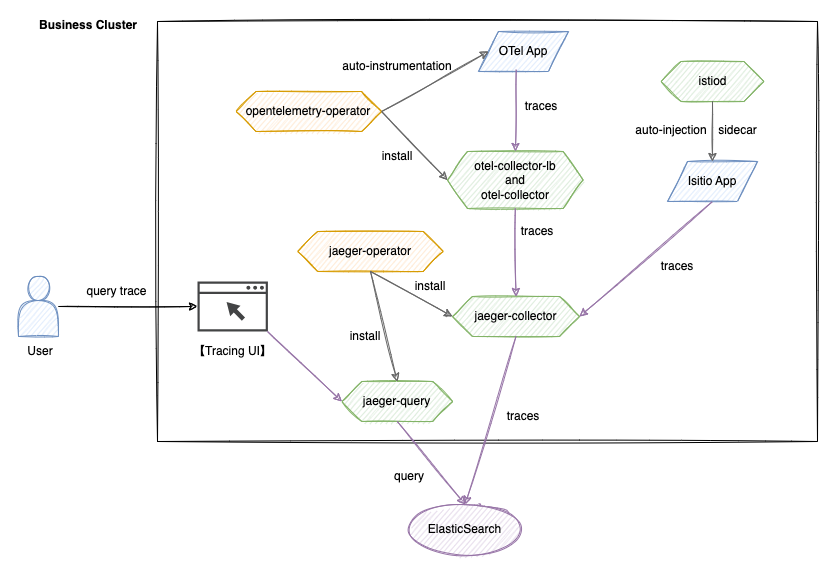 Business Cluster
OTel App
auto-instrumentation
istiod
opentelemetry-operator
traces
auto-injection
sidecar
install
otel-collector-lb
and
otel-collector
Isitio App
traces
jaeger-operator
traces
install
query trace
jaeger-collector
install
User
【Tracing UI】
jaeger-query
traces
query
ElasticSearch